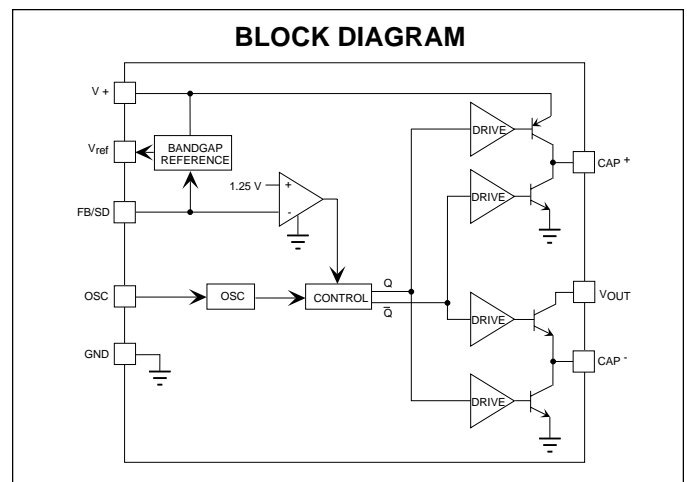 BLOCK DIAGRAM
V +
DRIVE
Vref
BANDGAP
REFERENCE
CAP +
1.25 V
+
-
DRIVE
FB/SD
OSC
OSC
CONTROL
Q
Q̅
DRIVE
VOUT
GND
CAP -
DRIVE